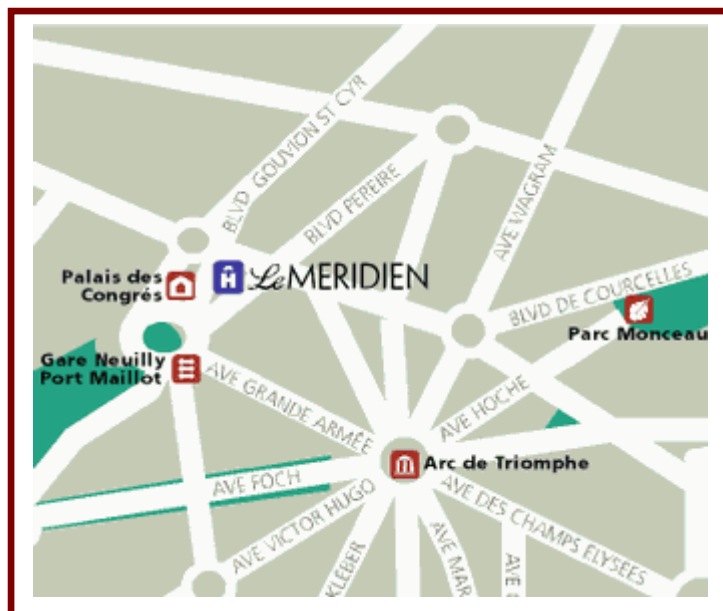 BLVD GOUVION ST CYR
BLVD PEREIRE
AVE WAGRAM
Palais des
Congrés
Le MERIDIEN
BLVD DE COURCELLES
Parc Monceau
Gare Neuilly
Port Maillot
AVE GRANDE ARMÉE
AVE HOCHE
Arc de Triomphe
AVE FOCH
AVE VICTOR HUGO
AVE DES CHAMPS ELYSEES
KLEBER
AVE MAR
AVE